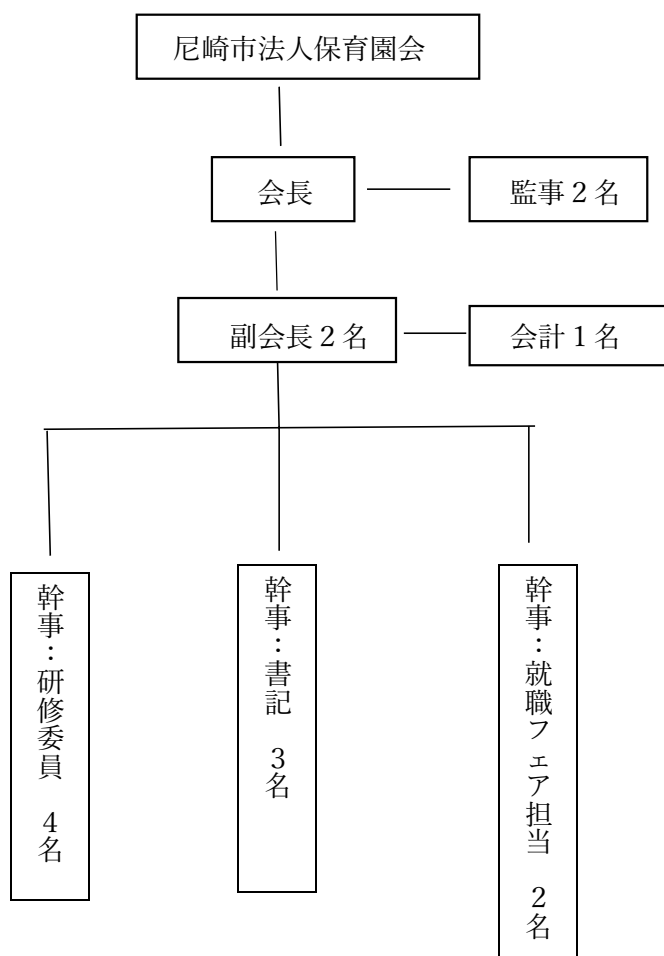 尼崎市法人保育園会
会長
監事２名
副会長２名
会計１名
幹事：研修委員　４名
幹事：書記　３名
幹事：就職フェア担当　２名